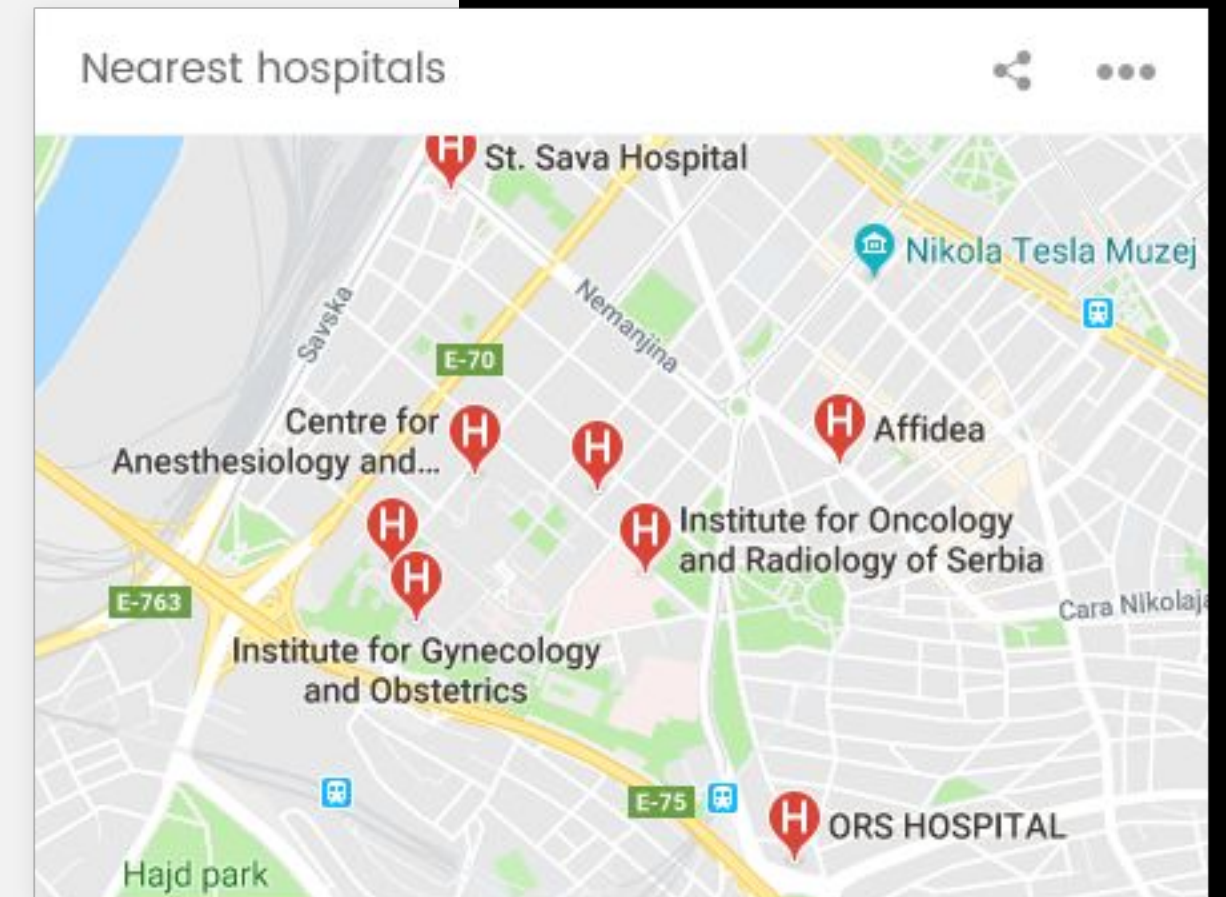 Nearest hospitals
H St. Sava Hospital
Nikola Tesla Muzej
Savska
Nemanjina
E-70
Centre for
Anesthesiology and...
H
H
H Affidea
H
H
H Institute for Oncology
and Radiology of Serbia
E-763
Cara Nikolaj
Institute for Gynecology
and Obstetrics
E-75
H ORS HOSPITAL
Hajd park